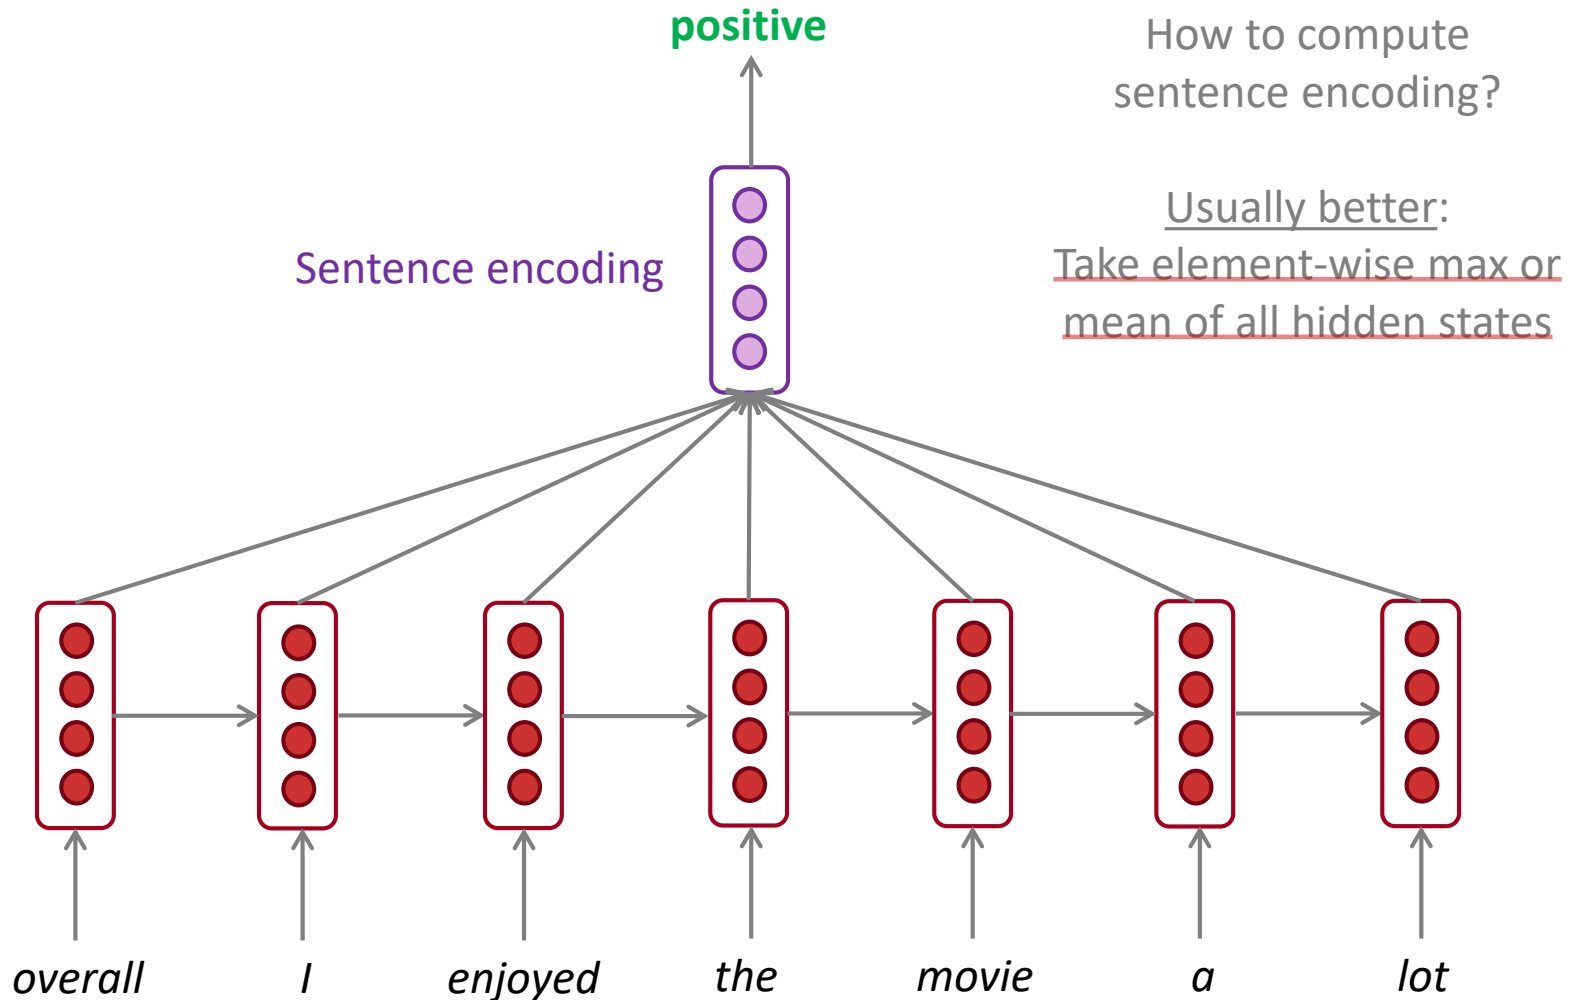 positive
How to compute
sentence encoding?
Usually better:
Sentence encoding
Take element-wise max or
mean of all hidden states
overall I enjoyed the movie a lot